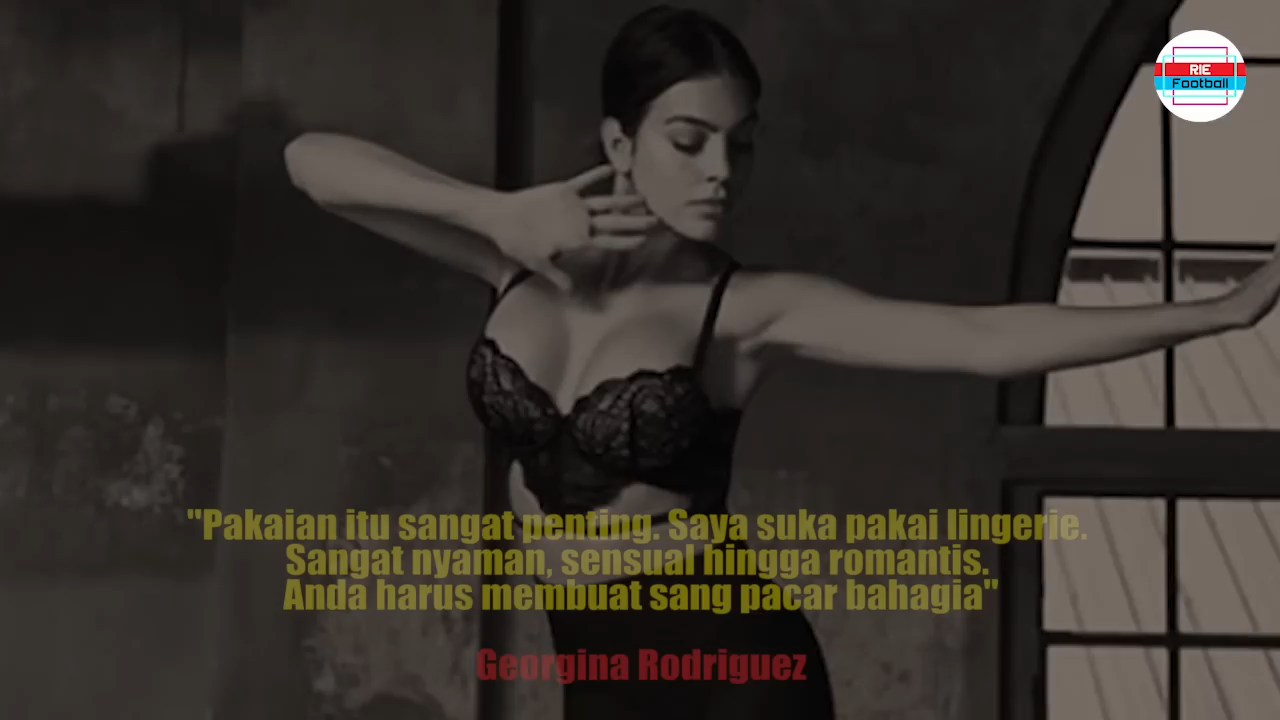 RIE
Football
"Pakaian itu sangat penting. Saya suka pakai lingerie.
Sangat nyaman, sensual hingga romantis.
Anda harus membuat sang pacar bahagia"
Georgina Rodriguez